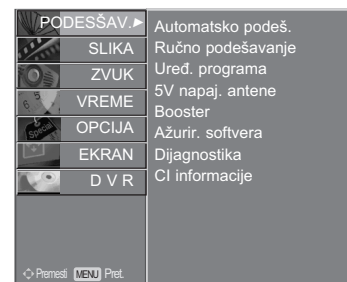 PODESŠAV.
SLIKA
ZVUK
VREME
OPCIJA
EKRAN
D V R
Automatsko podeš.
Ručno podešavanje
Uređ. programa
5V napaj. antene
Booster
Ažurir. softvera
Dijagnostika
CI informacije
Premesti MENU Pret.